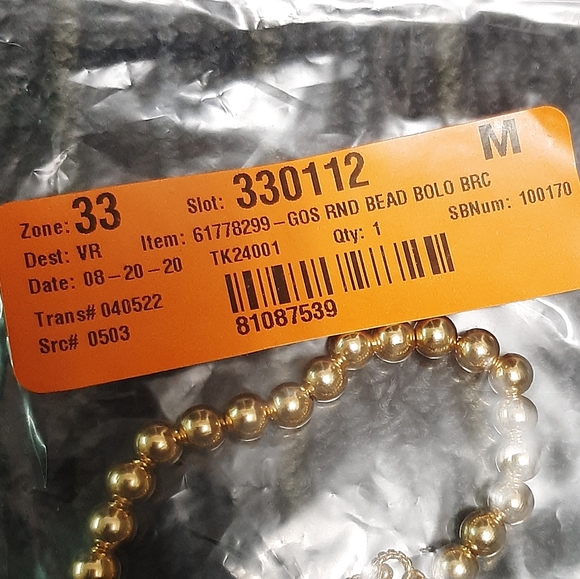 M
Zone: 33 Slot: 330112
Dest: VR Item: 61778299-GOS RND BEAD BOLO BRC
Date: 08-20-20 TK24001 Qty: 1 SBNum: 100170
Trans# 040522
Src# 0503
81087539